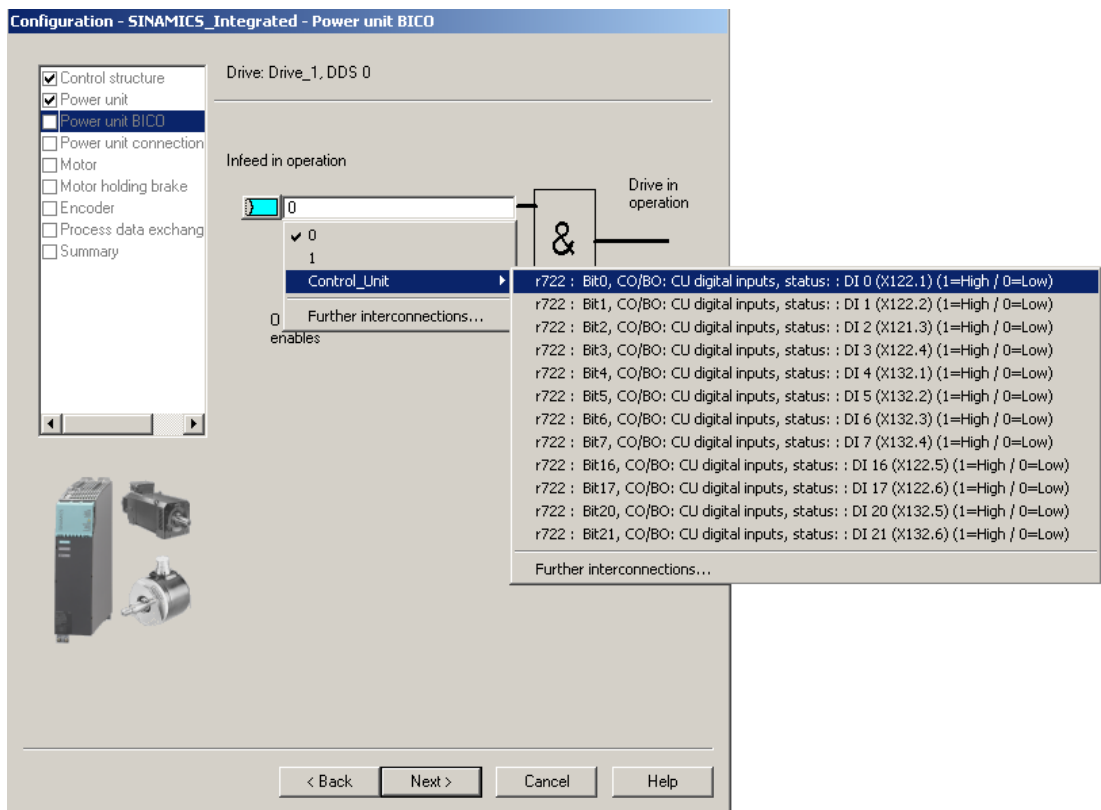 Configuration - SINAMICS_Integrated - Power unit BICO
Control structure
Power unit
Power unit BICO
Power unit connection
Motor
Motor holding brake
Encoder
Process data exchang
Summary
Drive: Drive_1, DDS 0
Infeed in operation
0
Drive in
operation
&
0
1
Control_Unit
Further interconnections...
0
enables
r722 : Bit0, CO/BO: CU digital inputs, status: : DI 0 (X122.1) (1=High / 0=Low)
r722 : Bit1, CO/BO: CU digital inputs, status: : DI 1 (X122.2) (1=High / 0=Low)
r722 : Bit2, CO/BO: CU digital inputs, status: : DI 2 (X121.3) (1=High / 0=Low)
r722 : Bit3, CO/BO: CU digital inputs, status: : DI 3 (X122.4) (1=High / 0=Low)
r722 : Bit4, CO/BO: CU digital inputs, status: : DI 4 (X132.1) (1=High / 0=Low)
r722 : Bit5, CO/BO: CU digital inputs, status: : DI 5 (X132.2) (1=High / 0=Low)
r722 : Bit6, CO/BO: CU digital inputs, status: : DI 6 (X132.3) (1=High / 0=Low)
r722 : Bit7, CO/BO: CU digital inputs, status: : DI 7 (X132.4) (1=High / 0=Low)
r722 : Bit16, CO/BO: CU digital inputs, status: : DI 16 (X122.5) (1=High / 0=Low)
r722 : Bit17, CO/BO: CU digital inputs, status: : DI 17 (X122.6) (1=High / 0=Low)
r722 : Bit20, CO/BO: CU digital inputs, status: : DI 20 (X132.5) (1=High / 0=Low)
r722 : Bit21, CO/BO: CU digital inputs, status: : DI 21 (X132.6) (1=High / 0=Low)
Further interconnections...
< Back
Next >
Cancel
Help